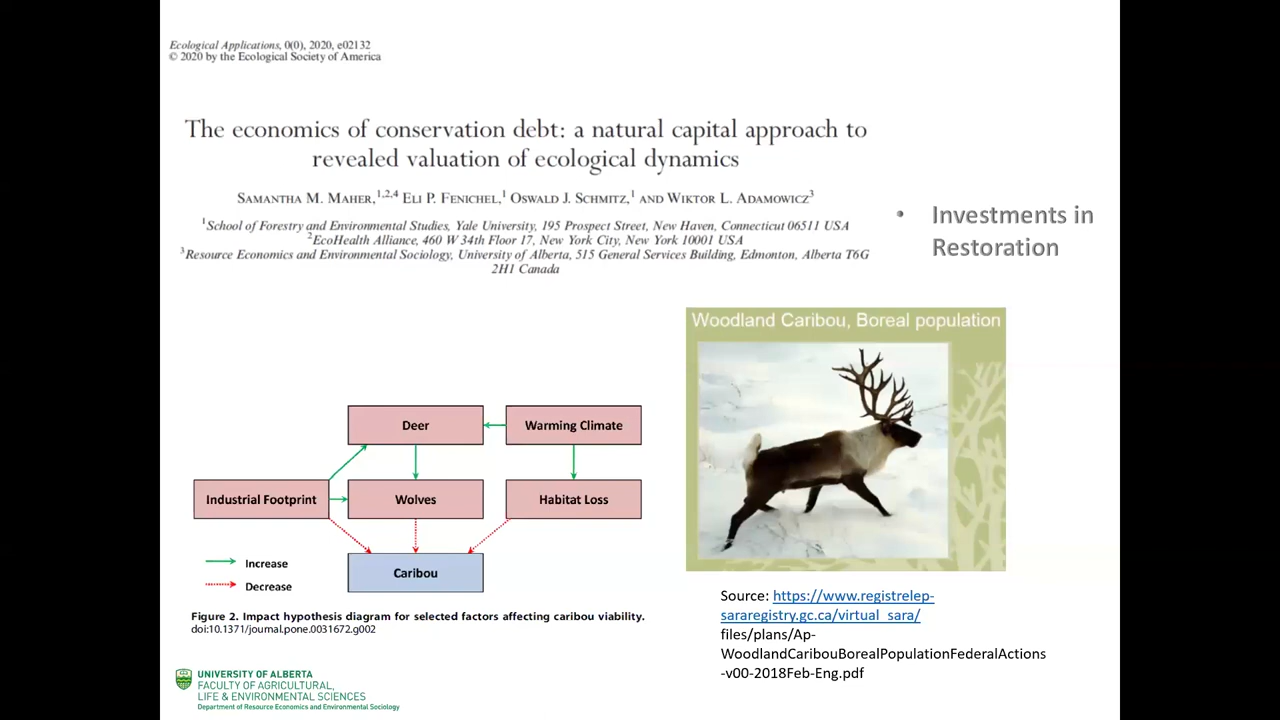 Ecological Applications, 0(0), 2020, e02132
© 2020 by the Ecological Society of America
The economics of conservation debt: a natural capital approach to
revealed valuation of ecological dynamics
SAMANTHA M. MAHER,1,2,4 ELI P. FENICHEL,1 OSWALD J. SCHMITZ,1 AND WIKTOR L. ADAMOWICZ3
1School of Forestry and Environmental Studies, Yale University, 195 Prospect Street, New Haven, Connecticut 06511 USA
2EcoHealth Alliance, 460 W 34th Floor 17, New York City, New York 10001 USA
3Resource Economics and Environmental Sociology, University of Alberta, 515 General Services Building, Edmonton, Alberta T6G
2H1 Canada
• Investments in
Restoration
Woodland Caribou, Boreal population
Deer
Warming Climate
Industrial Footprint
Wolves
Habitat Loss
Caribou
Increase
Decrease
Figure 2. Impact hypothesis diagram for selected factors affecting caribou viability.
doi:10.1371/journal.pone.0031672.g002
Source: https://www.registrelep-
sararegistry.gc.ca/virtual_sara/
files/plans/Ap-
WoodlandCaribouBorealPopulationFederalActions
-v00-2018Feb-Eng.pdf
UNIVERSITY OF ALBERTA
FACULTY OF AGRICULTURAL,
LIFE & ENVIRONMENTAL SCIENCES
Department of Resource Economics and Environmental Sociology